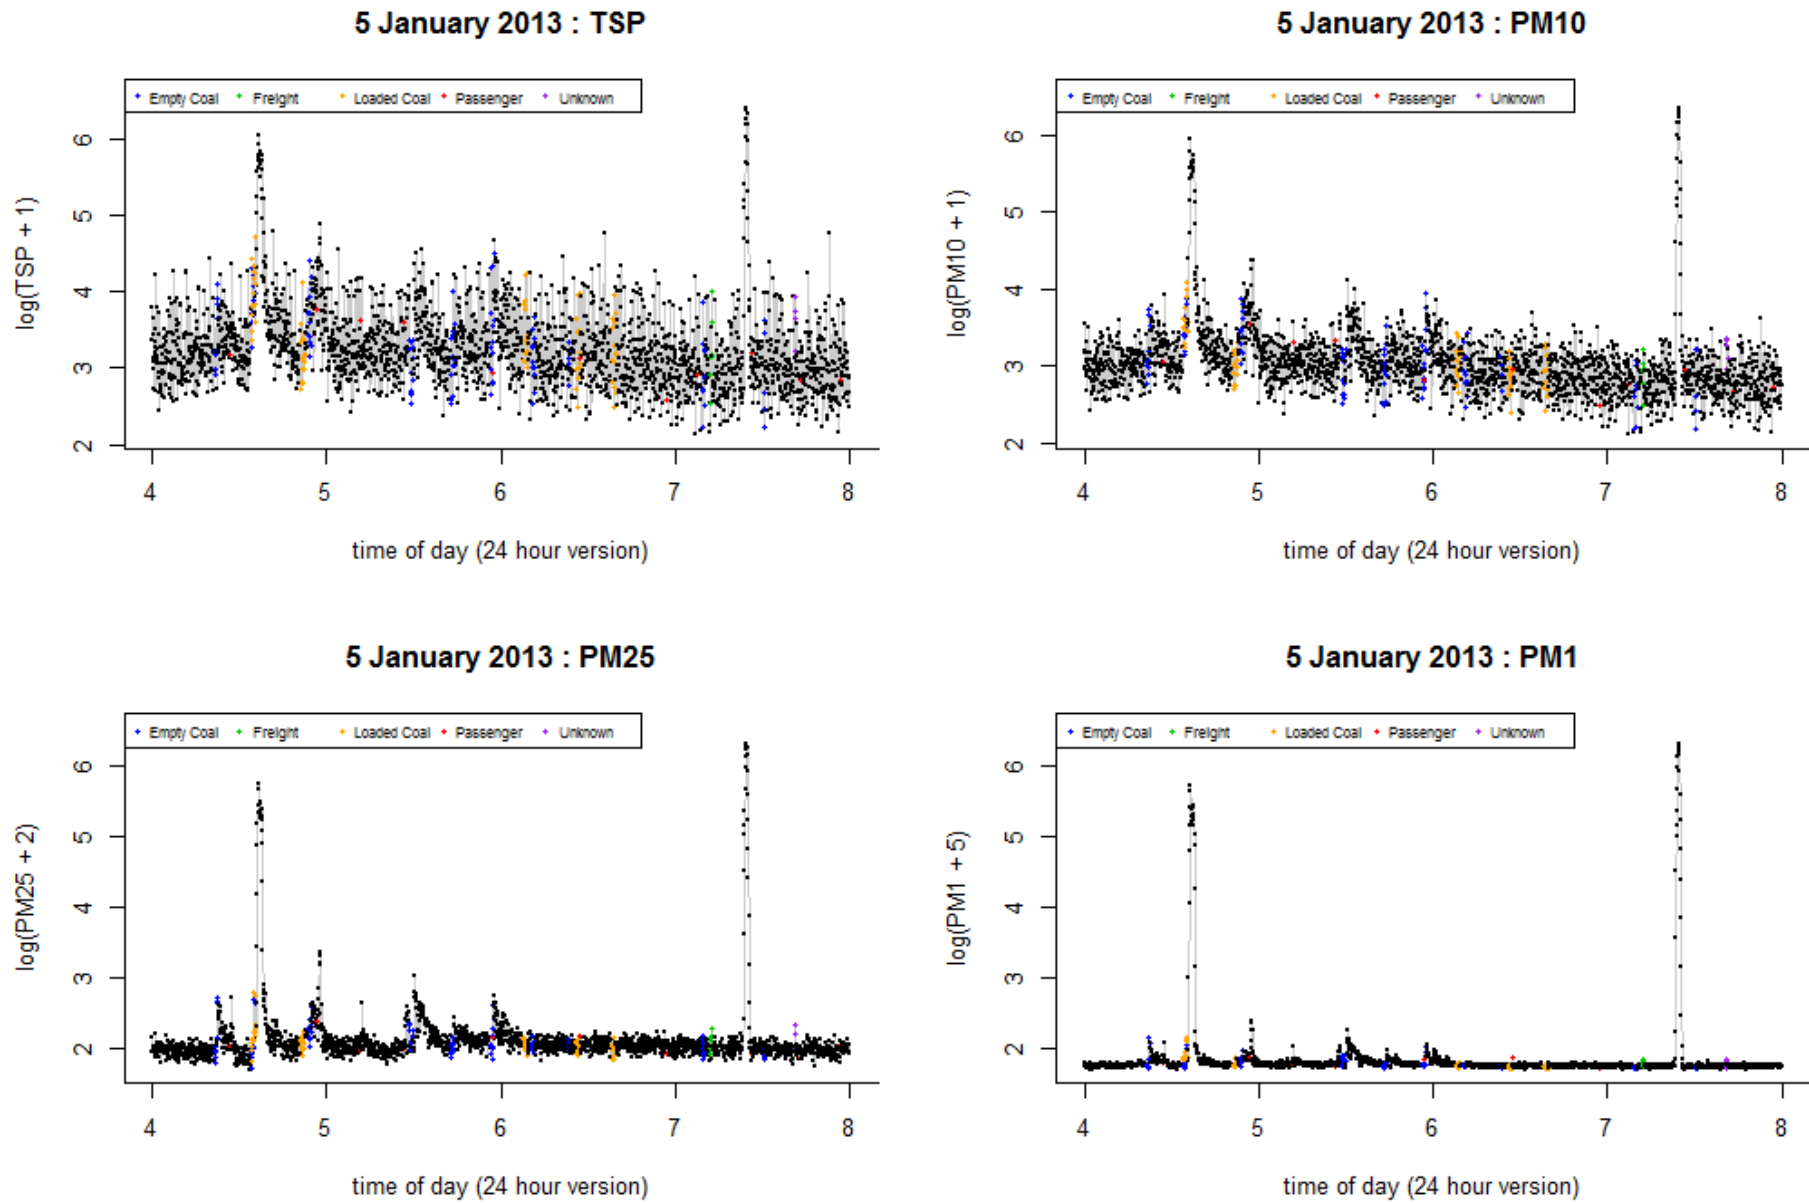 5 January 2013 : TSP
Empty Coal Freight Loaded Coal Passenger Unknown
log(TSP + 1)
6
5
4
3
2
4 5 6 7 8
time of day (24 hour version)
5 January 2013 : PM10
Empty Coal Freight Loaded Coal Passenger Unknown
log(PM10 + 1)
6
5
4
3
2
4 5 6 7 8
time of day (24 hour version)
5 January 2013 : PM25
Empty Coal Freight Loaded Coal Passenger Unknown
log(PM25 + 2)
6
5
4
3
2
4 5 6 7 8
time of day (24 hour version)
5 January 2013 : PM1
Empty Coal Freight Loaded Coal Passenger Unknown
log(PM1 + 5)
6
5
4
3
2
4 5 6 7 8
time of day (24 hour version)